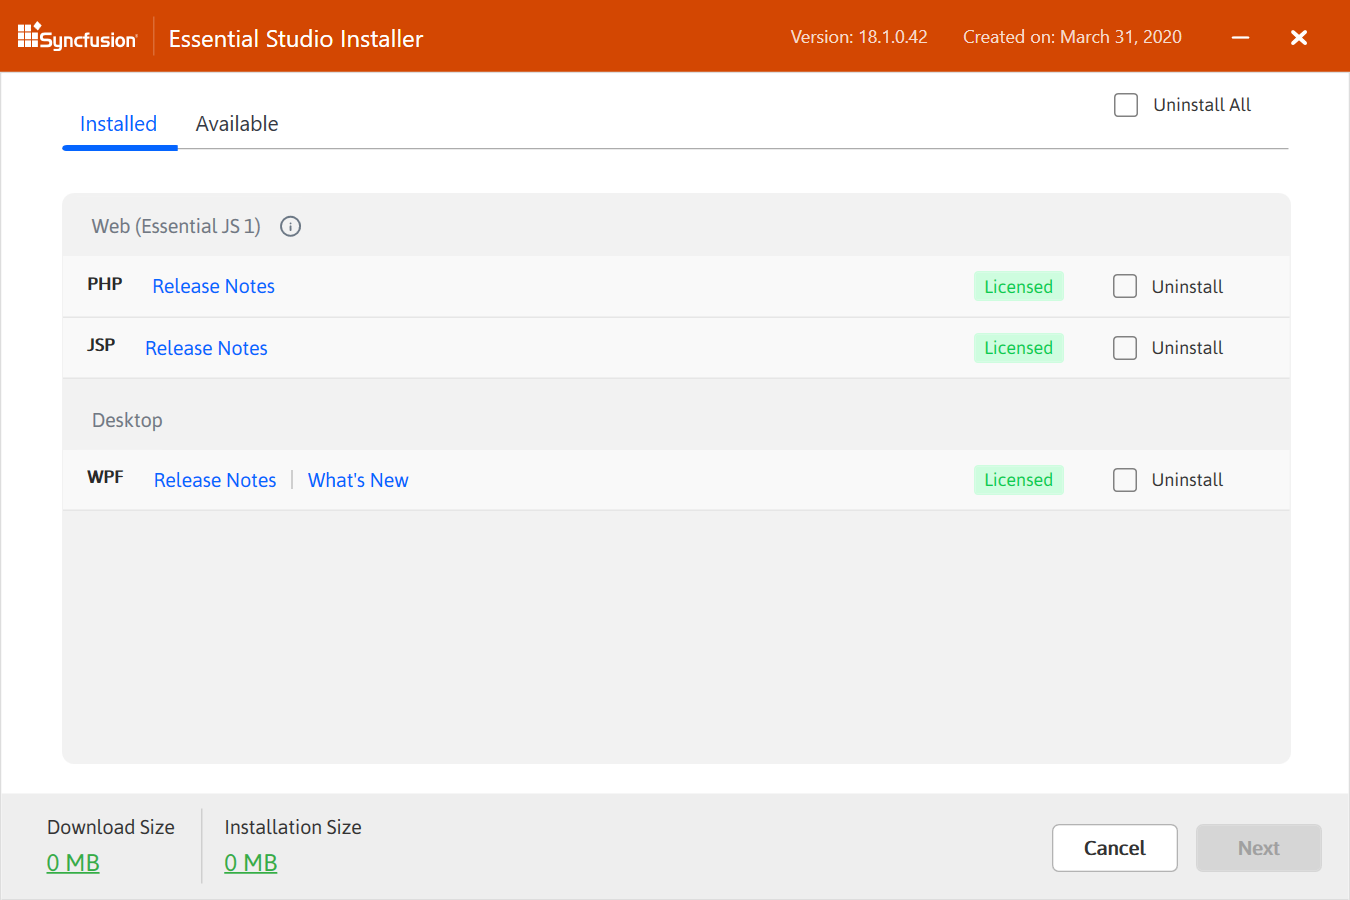 Syncfusion Essential Studio Installer Version: 18.1.0.42 Created on: March 31, 2020
Installed Available Uninstall All
Web (Essential JS 1)
PHP Release Notes Licensed Uninstall
JSP Release Notes Licensed Uninstall
Desktop
WPF Release Notes | What's New Licensed Uninstall
Download Size Installation Size
0 MB 0 MB
Cancel Next